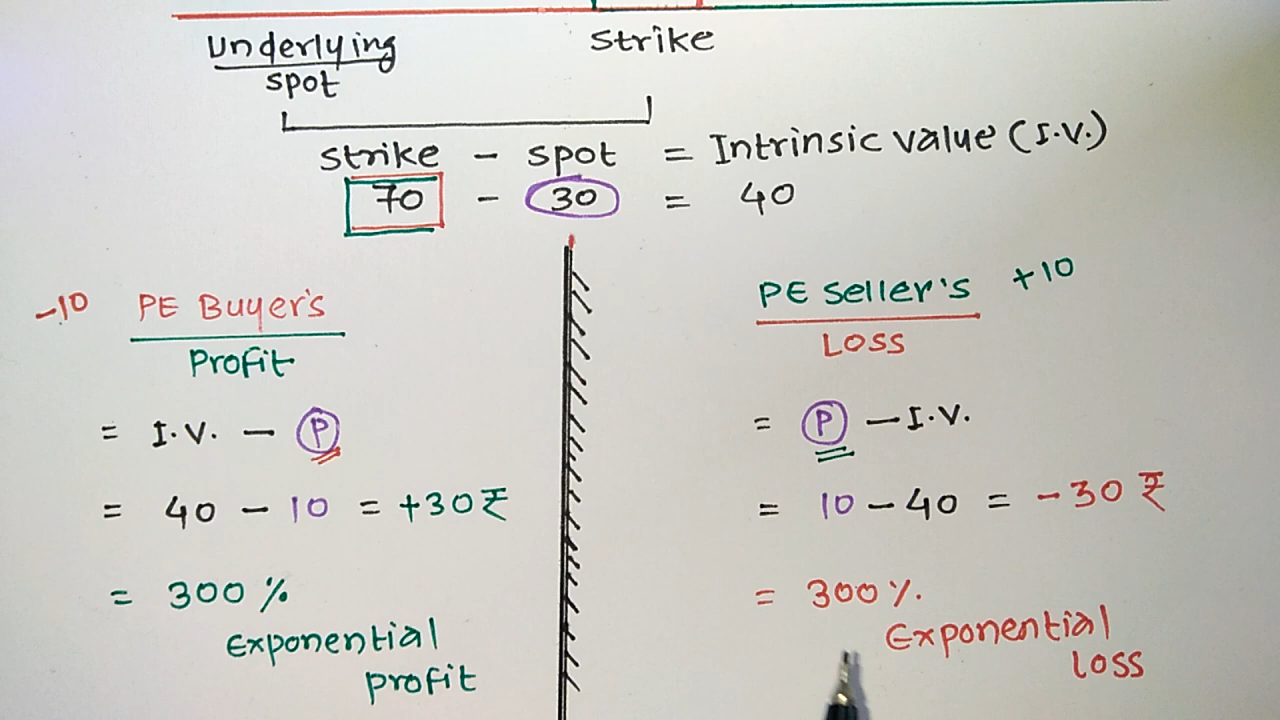 Underlying
spot
Strike
Strike - spot = Intrinsic value (I.V.)
70 - 30 = 40
-10 PE Buyer's
Profit
= I.V. - P
= 40 - 10 = +30₹
= 300%
Exponential
profit
PE Seller's +10
Loss
= P - I.V.
= 10 - 40 = -30₹
= 300%.
Exponential
loss